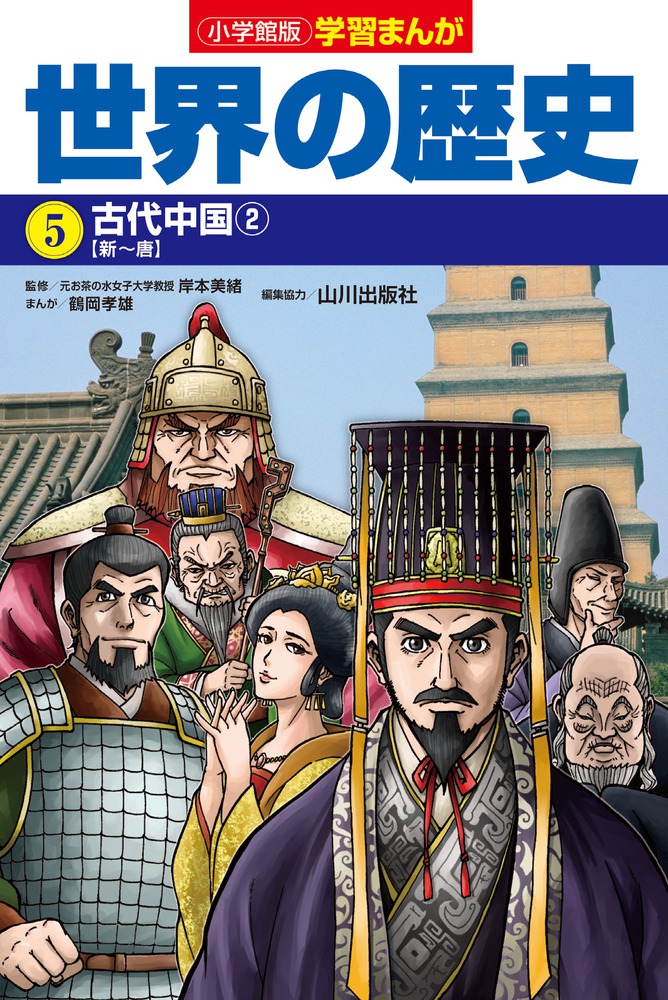 小学館版 学習まんが
世界の歴史
5 古代中国②
【新～唐】
監修／元お茶の水女子大学教授 岸本美緒
まんが／鶴岡孝雄
編集協力／山川出版社